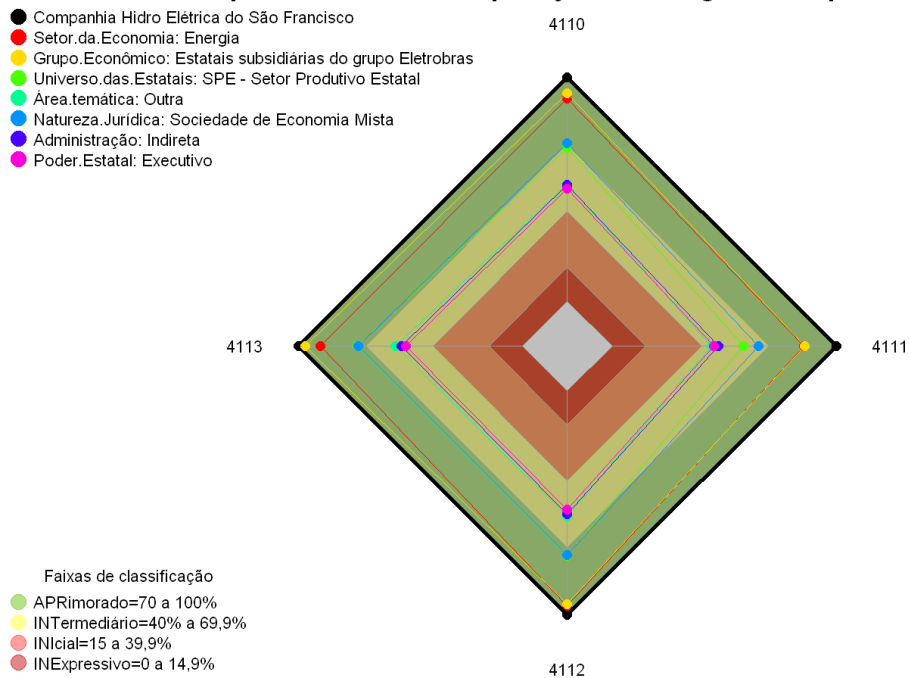 Companhia Hidro Elétrica do São Francisco
Setor.da.Economia: Energia
Grupo.Econômico: Estatais subsidiárias do grupo Eletrobras
Universo.das.Estatais: SPE - Setor Produtivo Estatal
Área.temática: Outra
Natureza.Jurídica: Sociedade de Economia Mista
Administração: Indireta
Poder.Estatal: Executivo
4110
4113
4111
4112
Faixas de classificação
APRimorado=70 a 100%
INTermediário=40% a 69,9%
INIcial=15 a 39,9%
INExpressivo=0 a 14,9%